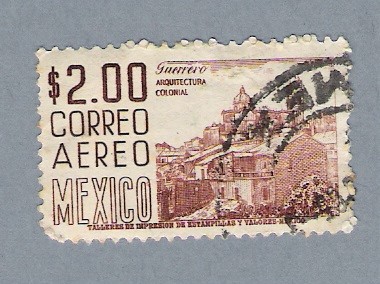 $2.00
Guerrero
ARQUITECTURA
COLONIAL
CORREO
AEREO
MEXICO
TALLERES DE IMPRESION DE ESTAMPILLAS Y VALORES